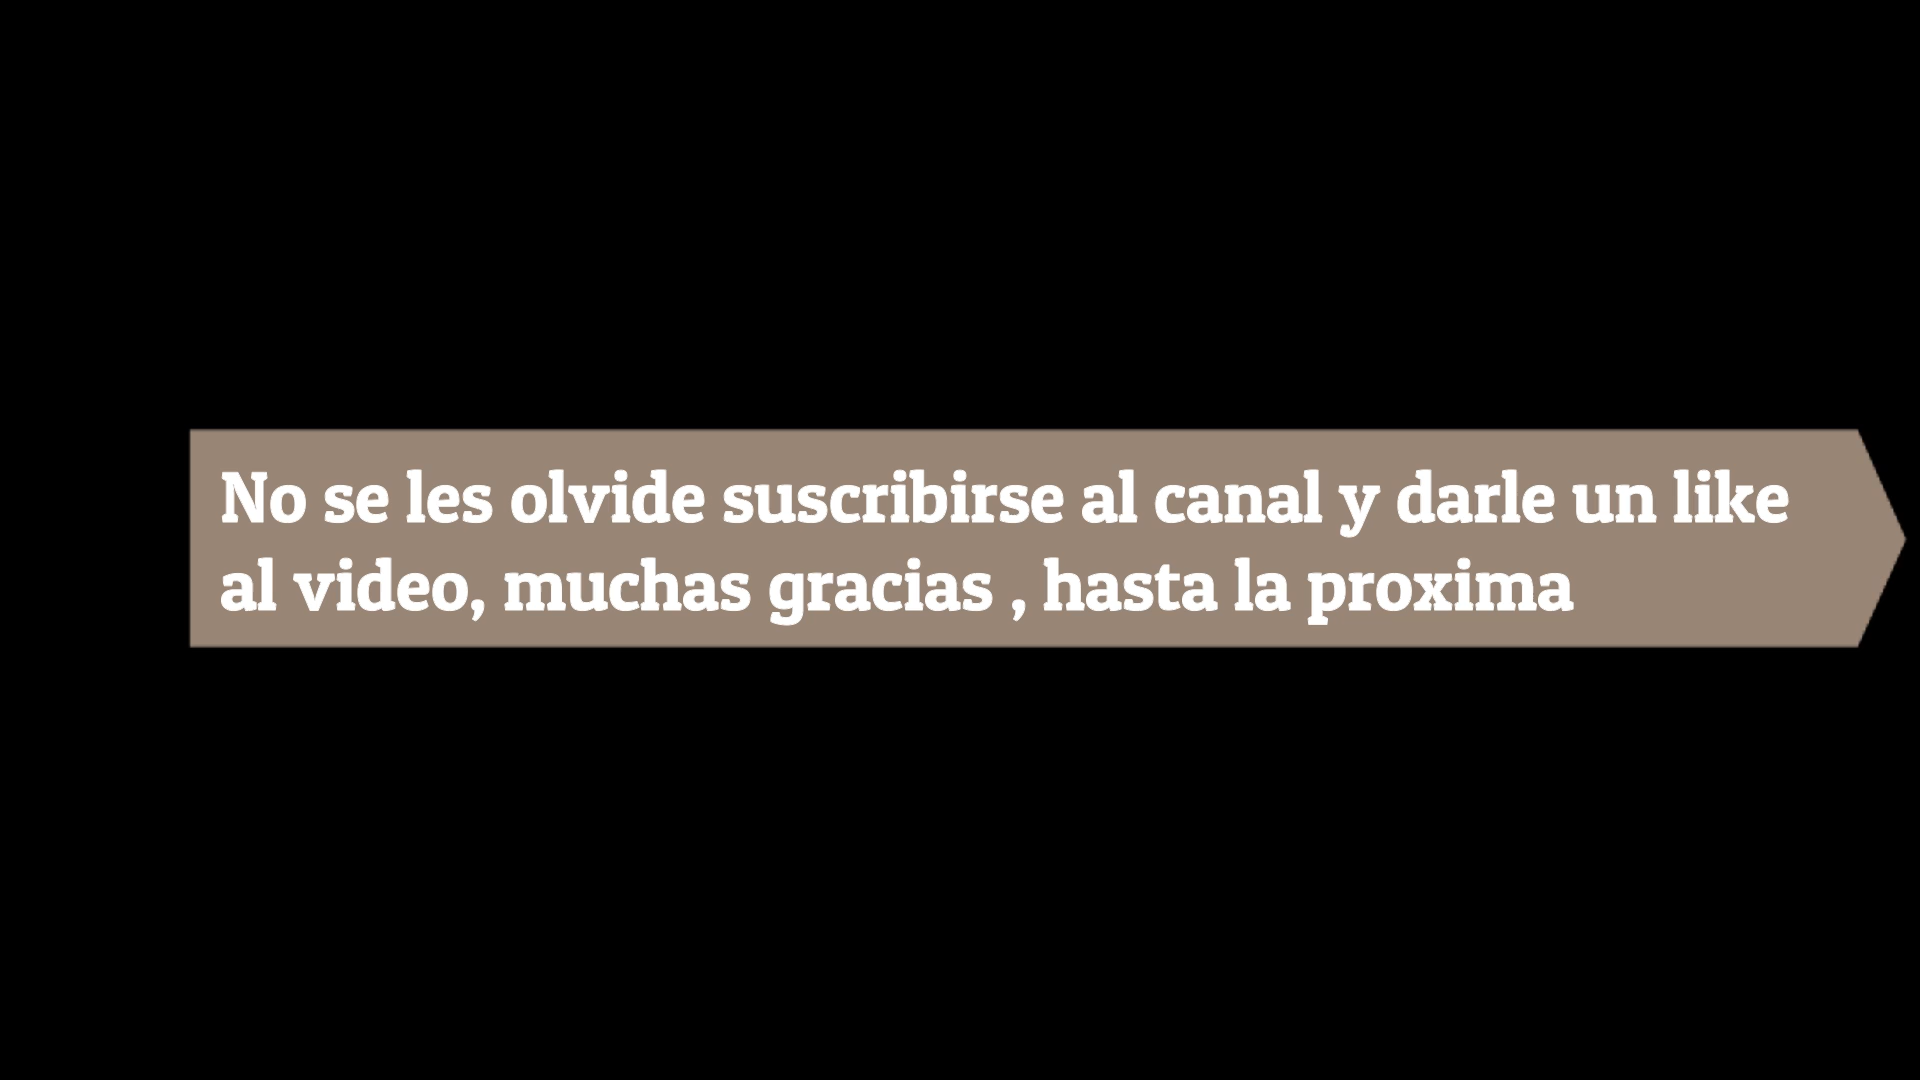 No se les olvide suscribirse al canal y darle un like
al video, muchas gracias , hasta la proxima